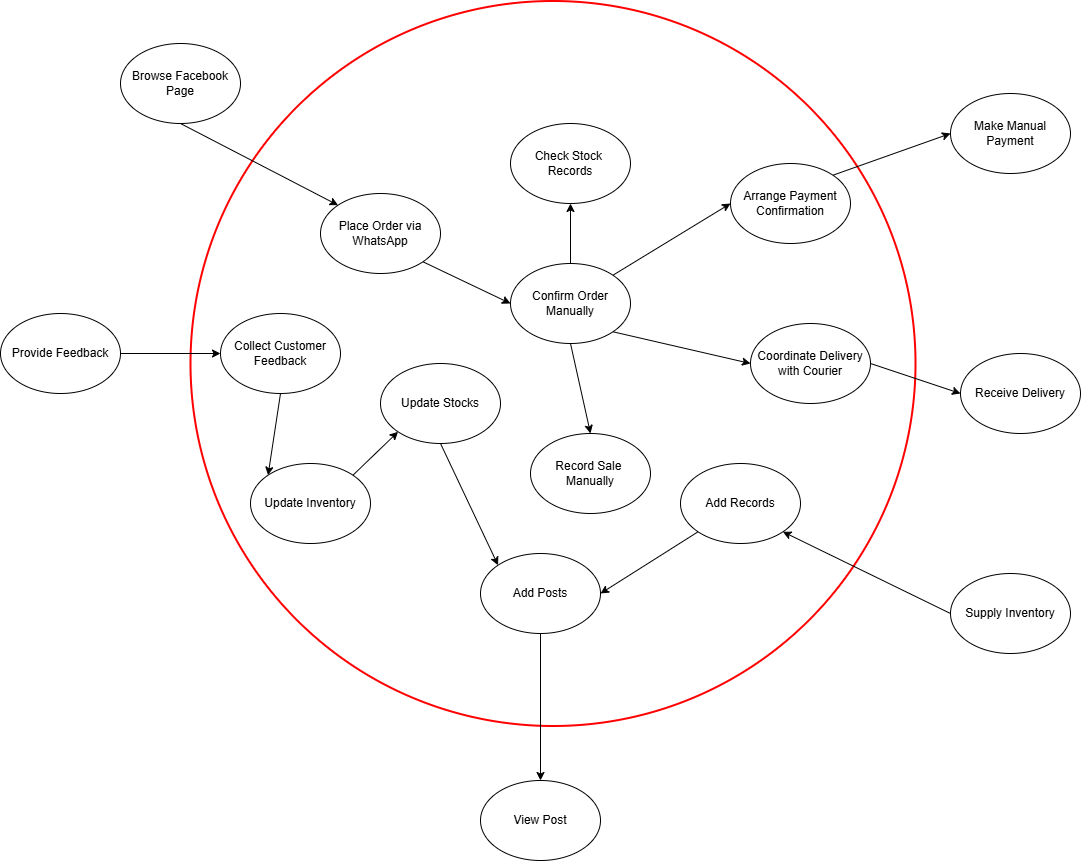 Browse Facebook
Page
Make Manual
Payment
Check Stock
Records
Arrange Payment
Confirmation
Place Order via
WhatsApp
Confirm Order
Manually
Provide Feedback
Collect Customer
Feedback
Coordinate Delivery
with Courier
Receive Delivery
Update Stocks
Record Sale
Manually
Update Inventory
Add Records
Add Posts
Supply Inventory
View Post